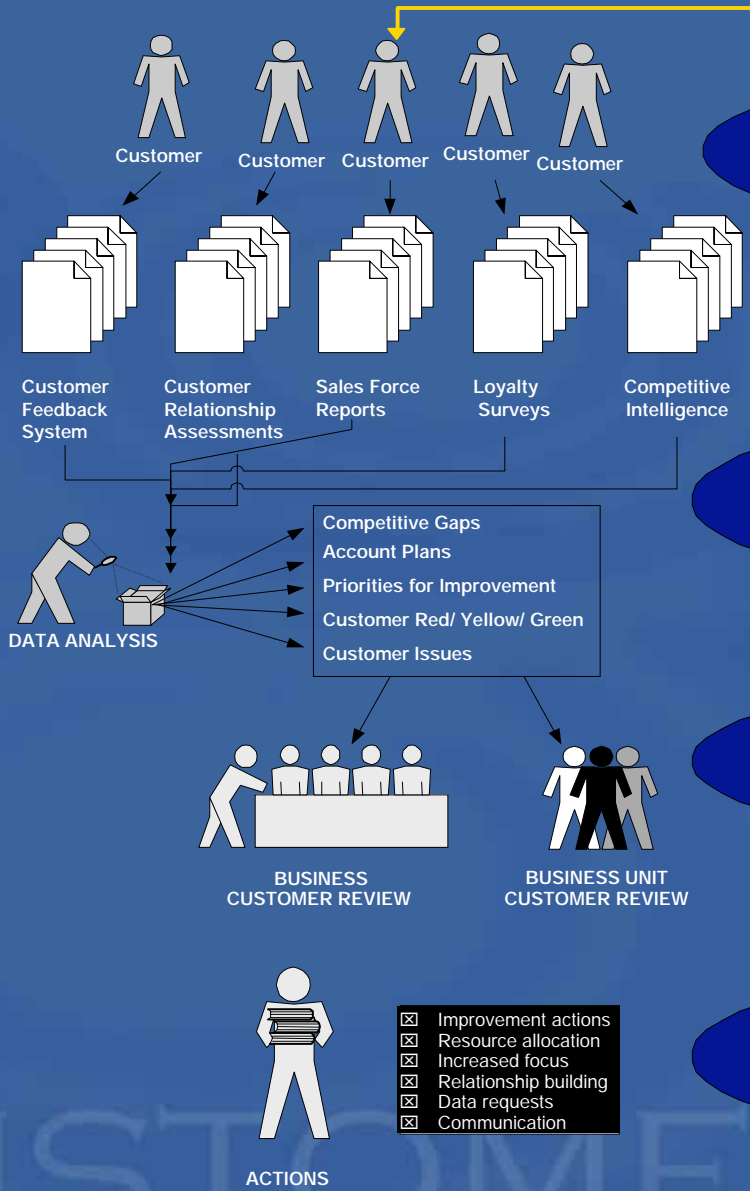 Customer
Customer
Customer
Customer
Customer
Customer
Feedback
System
Customer
Relationship
Assessments
Sales Force
Reports
Loyalty
Surveys
Competitive
Intelligence
DATA ANALYSIS
Competitive Gaps
Account Plans
Priorities for Improvement
Customer Red/ Yellow/ Green
Customer Issues
BUSINESS
CUSTOMER REVIEW
BUSINESS UNIT
CUSTOMER REVIEW
ACTIONS
☒ Improvement actions
☒ Resource allocation
☒ Increased focus
☒ Relationship building
☒ Data requests
☒ Communication
USTOME